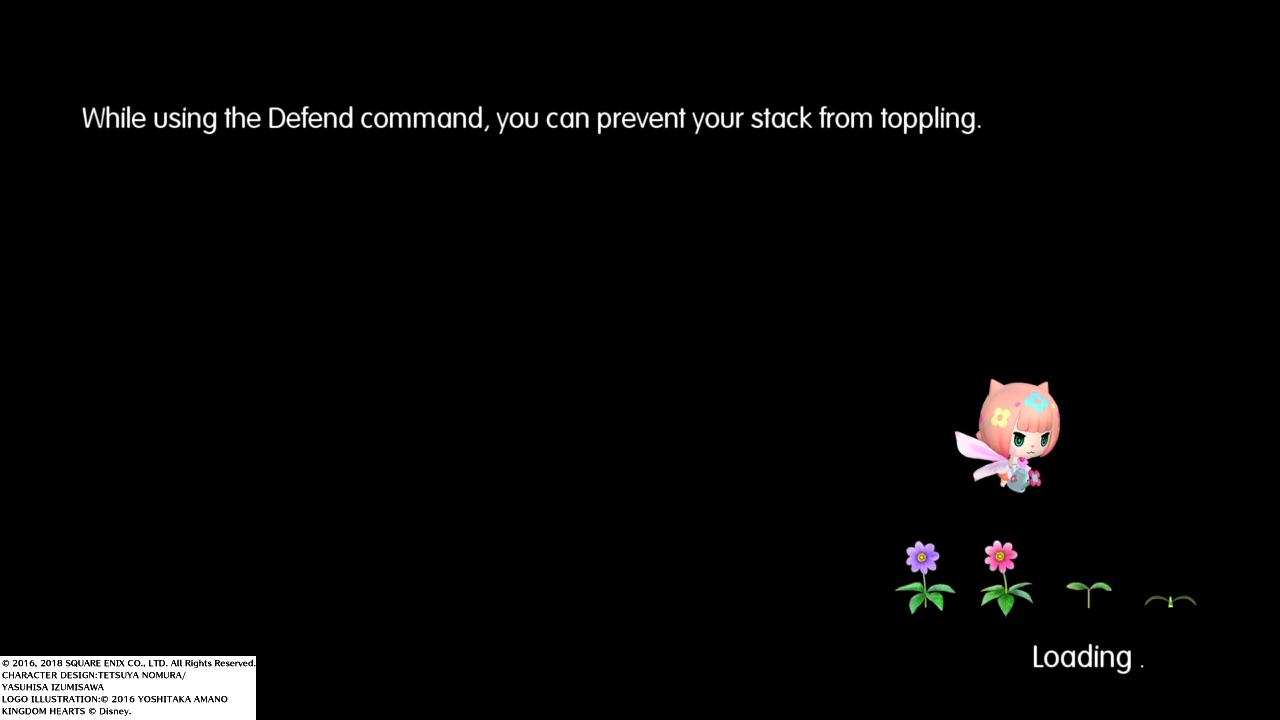 While using the Defend command, you can prevent your stack from toppling.
Loading .
© 2016, 2018 SQUARE ENIX CO., LTD. All Rights Reserved.
CHARACTER DESIGN:TETSUYA NOMURA/
YASUHISA IZUMISAWA
LOGO ILLUSTRATION:© 2016 YOSHITAKA AMANO
KINGDOM HEARTS © Disney.